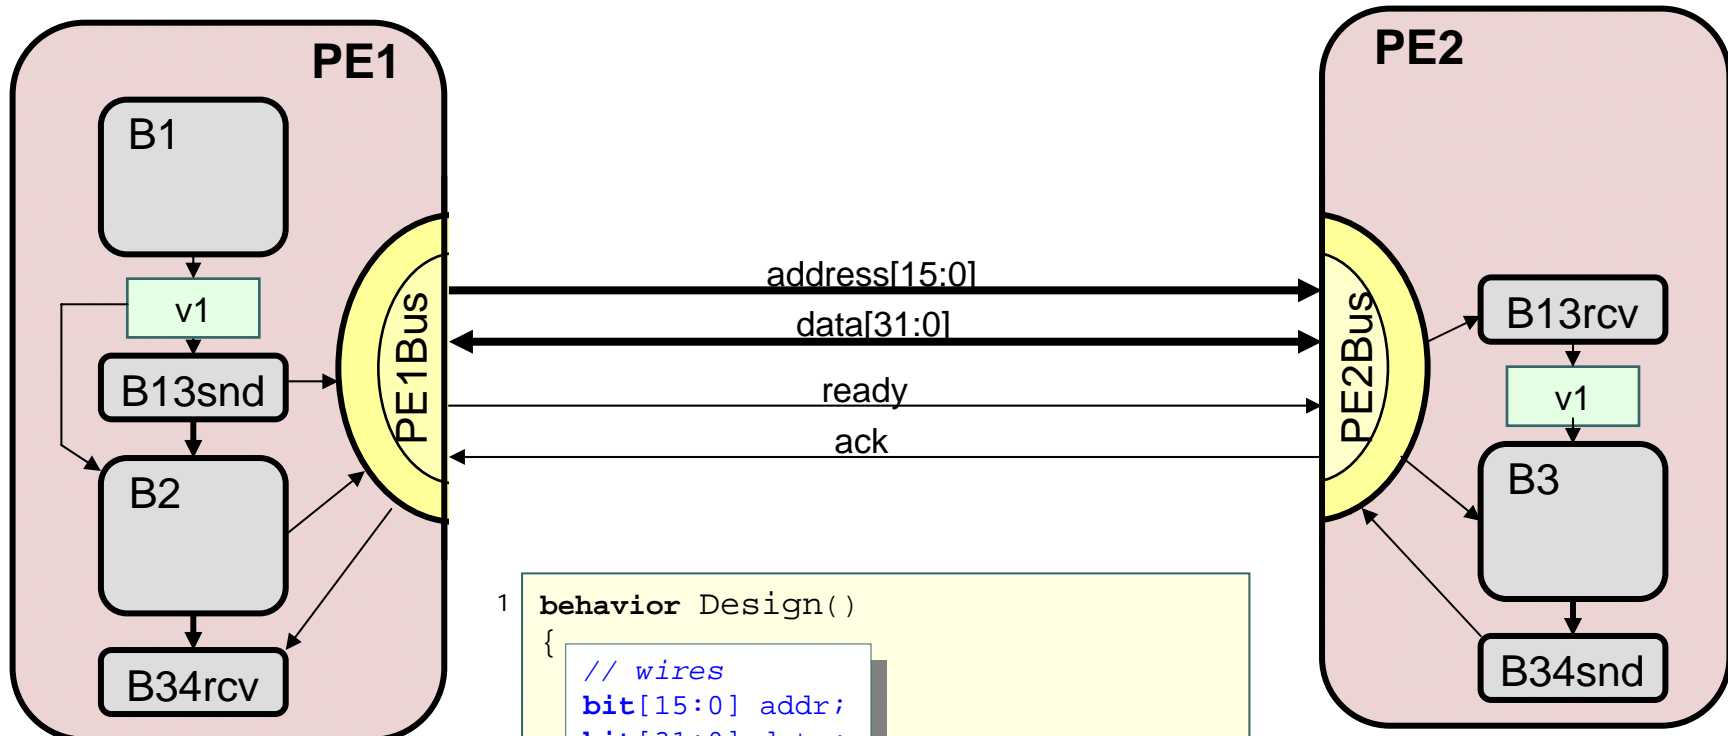 PE1
B1
v1
B13snd
B2
B34rcv
PE1Bus
address[15:0]
data[31:0]
ready
ack
PE2
PE2Bus
B13rcv
v1
B3
B34snd
1 behavior Design()
{
// wires
bit[15:0] addr;